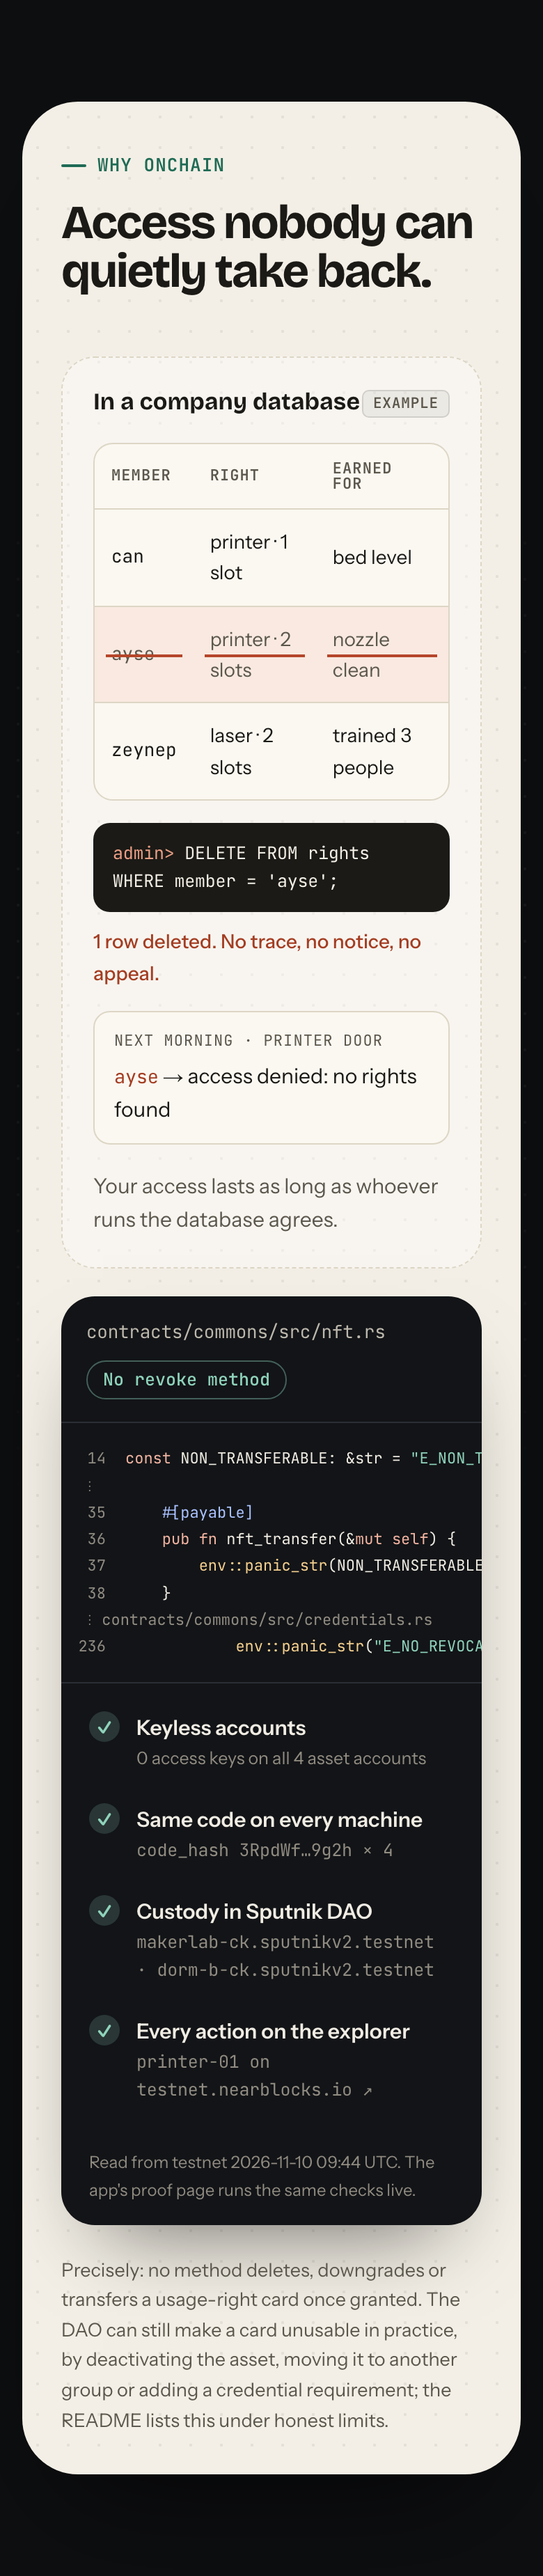 WHY ONCHAIN
Access nobody can
quietly take back.
In a company database EXAMPLE
MEMBER RIGHT EARNED
FOR
can printer · 1
slot bed level
ayse printer · 2
slots nozzle
clean
zeynep laser · 2
slots trained 3
people
admin> DELETE FROM rights
WHERE member = 'ayse';
1 row deleted. No trace, no notice, no
appeal.
NEXT MORNING · PRINTER DOOR
ayse → access denied: no rights
found
Your access lasts as long as whoever
runs the database agrees.
contracts/commons/src/nft.rs
No revoke method
14 const NON_TRANSFERABLE: &str = "E_NON_T
⋮
35 #[payable]
36 pub fn nft_transfer(&mut self) {
37 env::panic_str(NON_TRANSFERABLE
38 }
⋮ contracts/commons/src/credentials.rs
236 env::panic_str("E_NO_REVOCA
Keyless accounts
0 access keys on all 4 asset accounts
Same code on every machine
code_hash 3RpdWf…9g2h × 4
Custody in Sputnik DAO
makerlab-ck.sputnikv2.testnet
· dorm-b-ck.sputnikv2.testnet
Every action on the explorer
printer-01 on
testnet.nearblocks.io ↗
Read from testnet 2026-11-10 09:44 UTC. The
app's proof page runs the same checks live.
Precisely: no method deletes, downgrades or
transfers a usage-right card once granted. The
DAO can still make a card unusable in practice,
by deactivating the asset, moving it to another
group or adding a credential requirement; the
README lists this under honest limits.